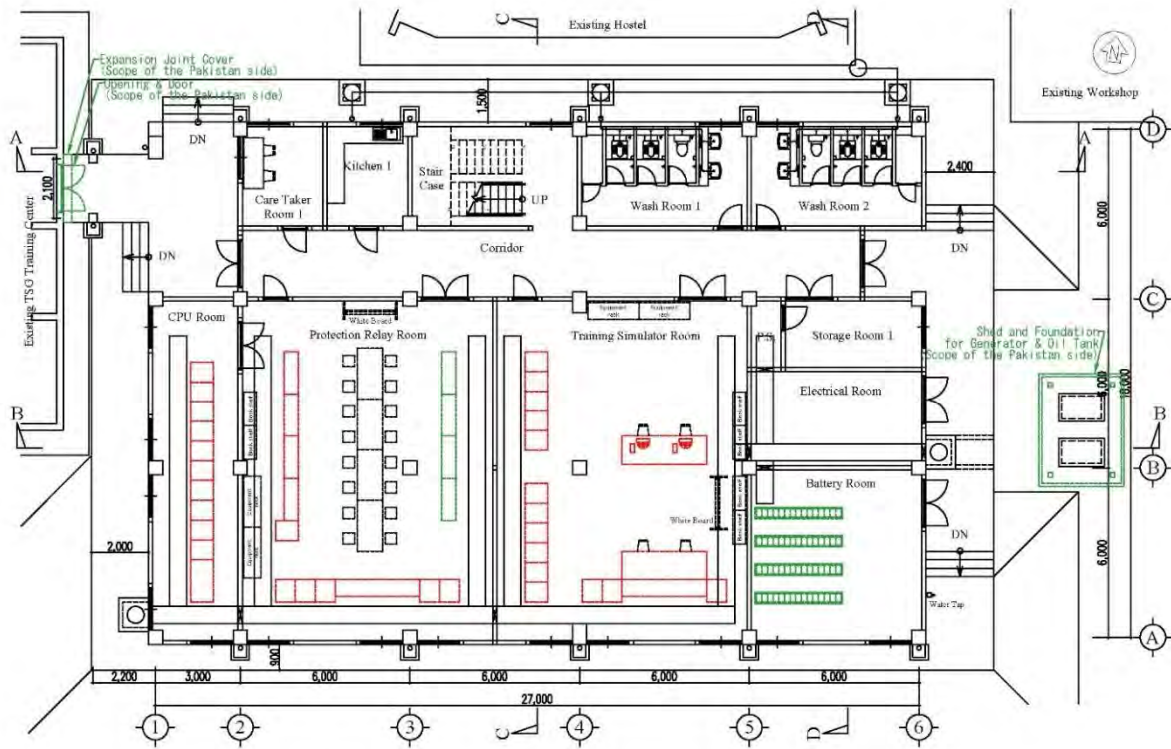 Existing Hostel
C
D
N
Existing Workshop
Expansion Joint Cover
(Scope of the Pakistan side)
Opening & Door
(Scope of the Pakistan side)
1,500
D
A
A
DN
Kitchen 1
Stair
Case
UP
Care Taker
Room 1
Wash Room 1
Wash Room 2
2,400
2,100
6,000
Corridor
DN
DN
Existing TSG Training Center
C
CPU Room
White Board
Protection Relay Room
Training Simulator Room
P.S
Storage Room 1
Shed and Foundation
for Generator & Oil Tank
(Scope of the Pakistan side)
6,000
18,000
Electrical Room
B
B
B
Battery Room
White Board
DN
2,000
6,000
Water Tap
A
900
2,200
3,000
6,000
6,000
6,000
6,000
27,000
1
2
3
C
4
5
D
6